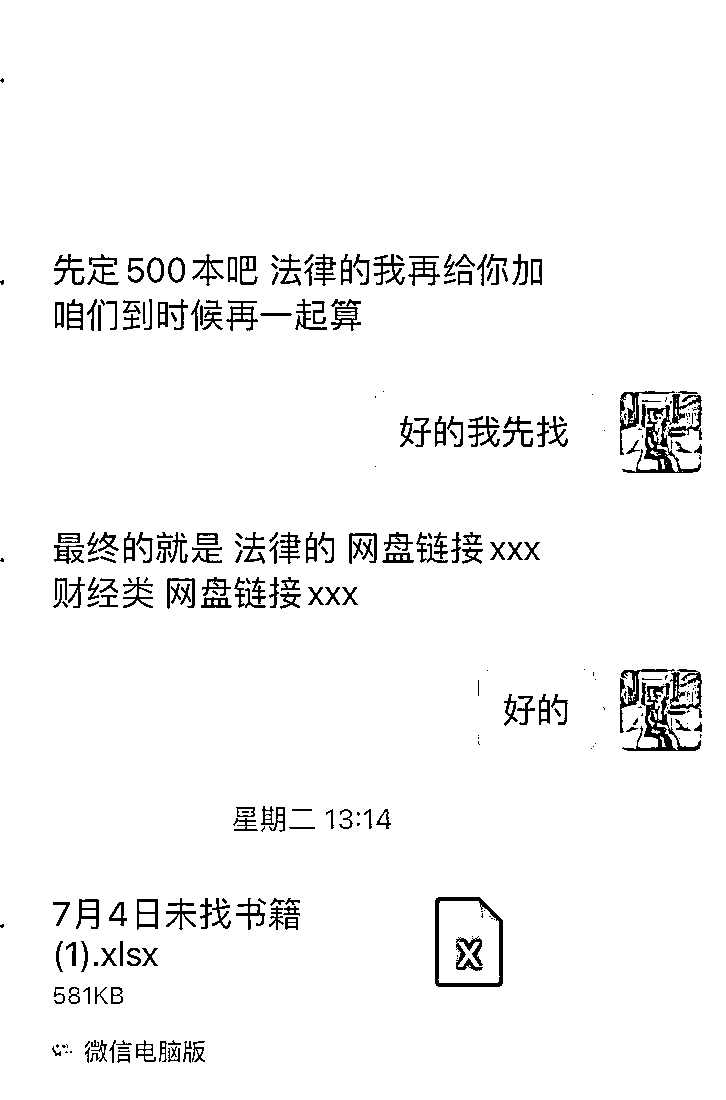 先定500本吧 法律的我再给你加
咱们到时候再一起算
好的我先找
最终的就是 法律的 网盘链接xxx
财经类 网盘链接xxx
好的
星期二 13:14
7月4日未找书籍
(1).xlsx
581KB
微信电脑版